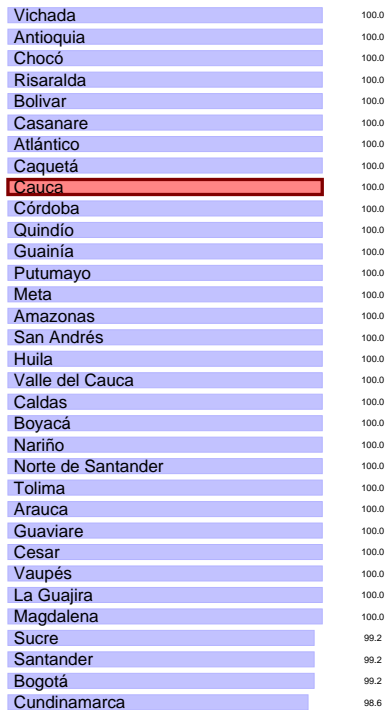 Vichada 100.0
Antioquia 100.0
Chocó 100.0
Risaralda 100.0
Bolivar 100.0
Casanare 100.0
Atlántico 100.0
Caquetá 100.0
Cauca 100.0
Córdoba 100.0
Quindío 100.0
Guainía 100.0
Putumayo 100.0
Meta 100.0
Amazonas 100.0
San Andrés 100.0
Huila 100.0
Valle del Cauca 100.0
Caldas 100.0
Boyacá 100.0
Nariño 100.0
Norte de Santander 100.0
Tolima 100.0
Arauca 100.0
Guaviare 100.0
Cesar 100.0
Vaupés 100.0
La Guajira 100.0
Magdalena 100.0
Sucre 99.2
Santander 99.2
Bogotá 99.2
Cundinamarca 98.6